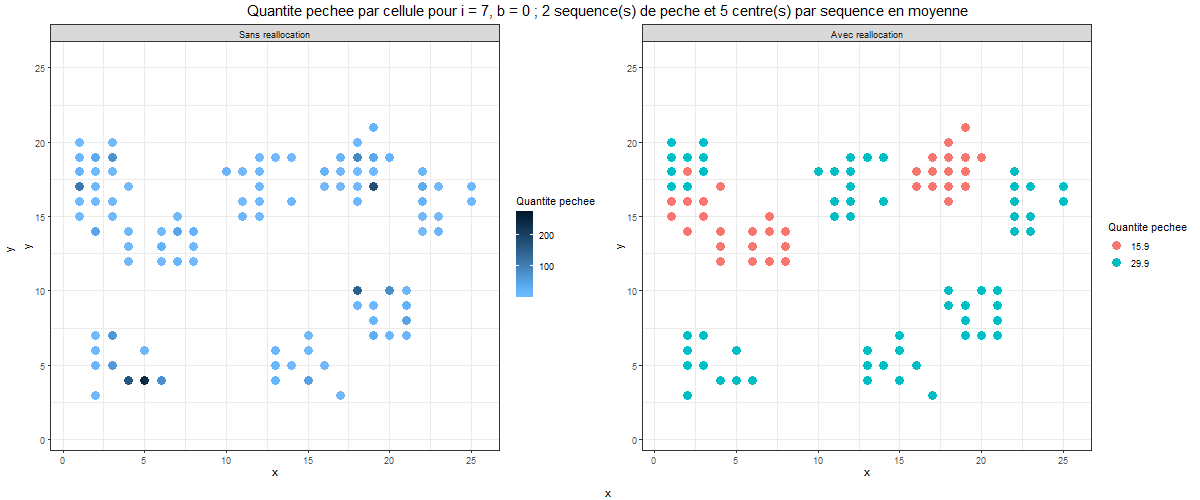 Quantite pechee par cellule pour i = 7, b = 0 ; 2 sequence(s) de peche et 5 centre(s) par sequence en moyenne
Sans reallocation
Avec reallocation
25
20
15
10
5
0
y
y
0 5 10 15 20 25
x
Quantite pechee
200
100
25
20
15
10
5
0
y
0 5 10 15 20 25
x
Quantite pechee
15.9
29.9
x